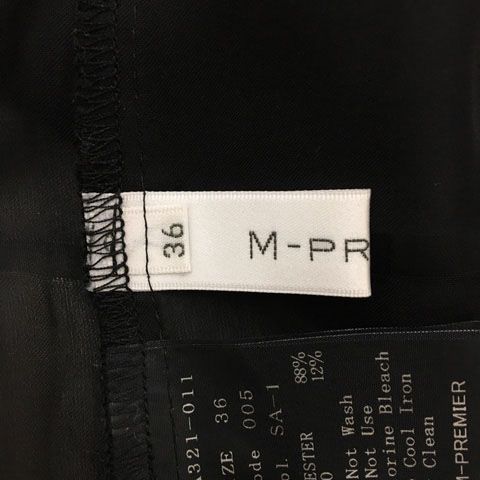 36
M-PR
A321-011
ZE 36
ode 005
ol. SA-1
ESTER 88%
12%
Not Wash
Not Use
orine Bleach
Cool Iron
Clean
M-PREMIER